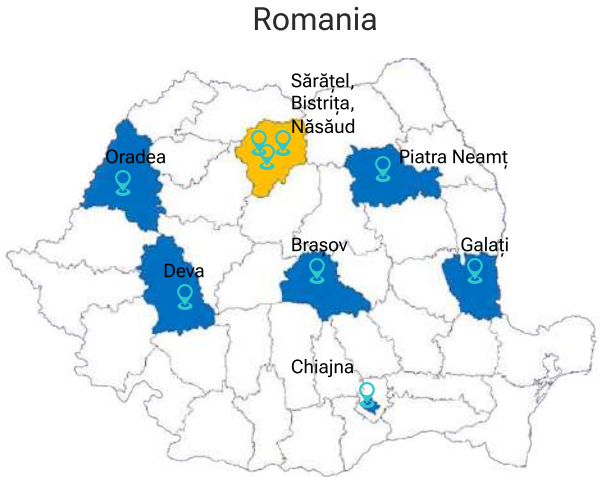 Romania
Sărățel,
Bistrița,
Năsăud
Oradea
Piatra Neamț
Brașov
Galați
Deva
Chiajna